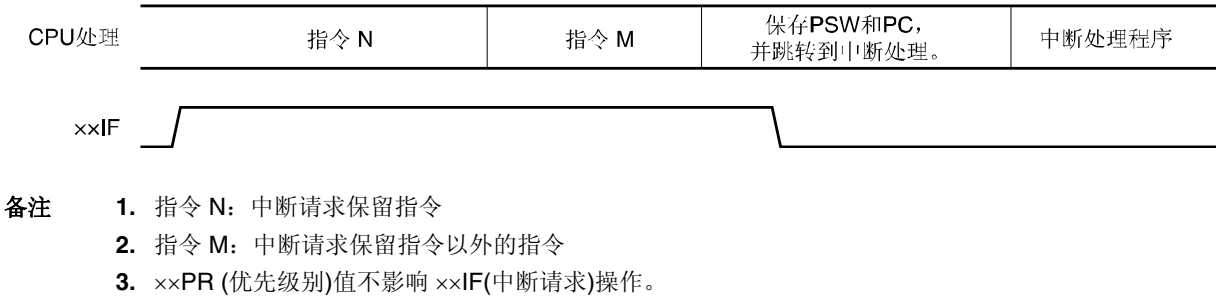 CPU处理
指令 N
指令 M
保存PSW和PC，
并跳转到中断处理。
中断处理程序
××IF
备注 1. 指令 N：中断请求保留指令
2. 指令 M：中断请求保留指令以外的指令
3. ××PR (优先级别)值不影响 ××IF(中断请求)操作。